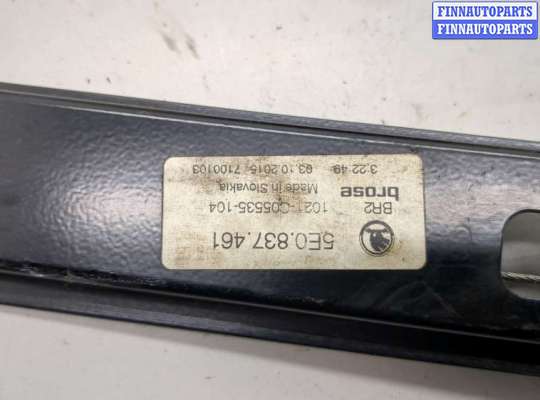 FINNAUTOPARTS
FINNAUTOPARTS
5E0.837.461
BR2 1021-C05535-104
brose Made in Slovakia
3.22 49 03.10.2015 7100103